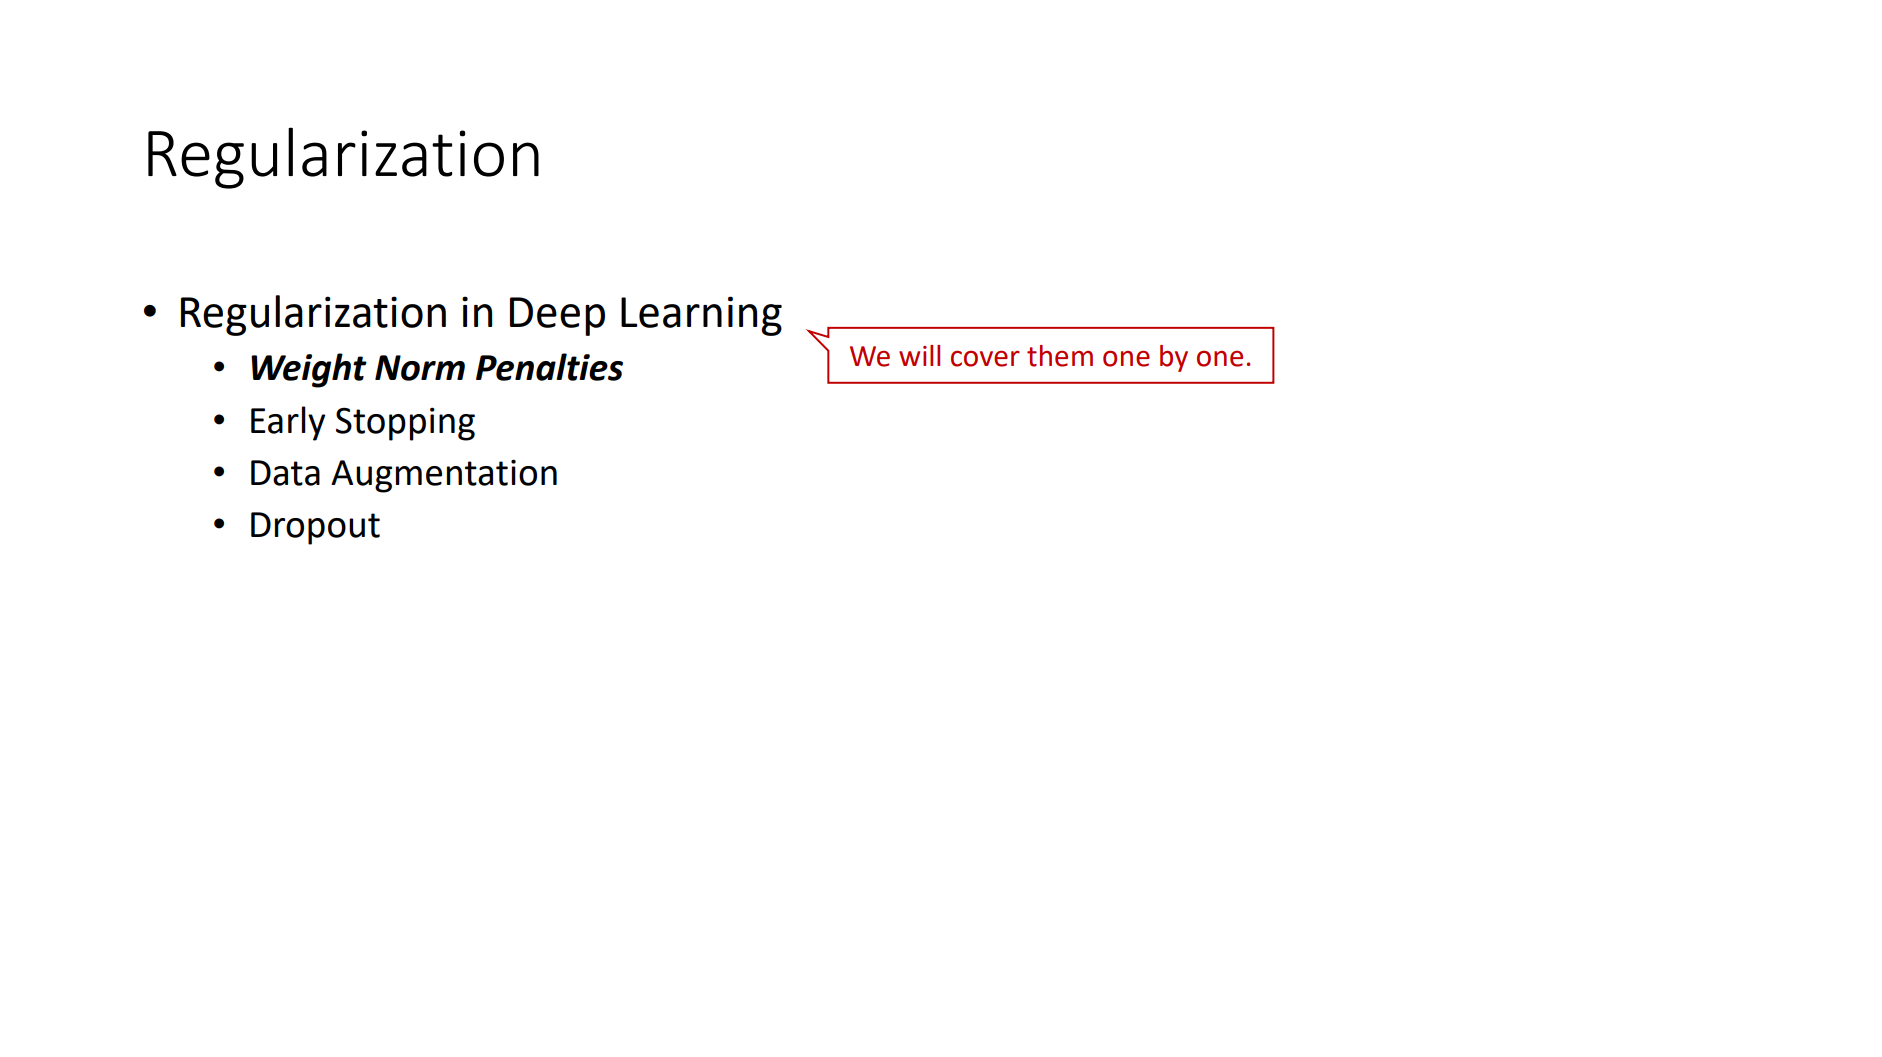 Regularization
• Regularization in Deep Learning
We will cover them one by one.
• Weight Norm Penalties
• Early Stopping
• Data Augmentation
• Dropout